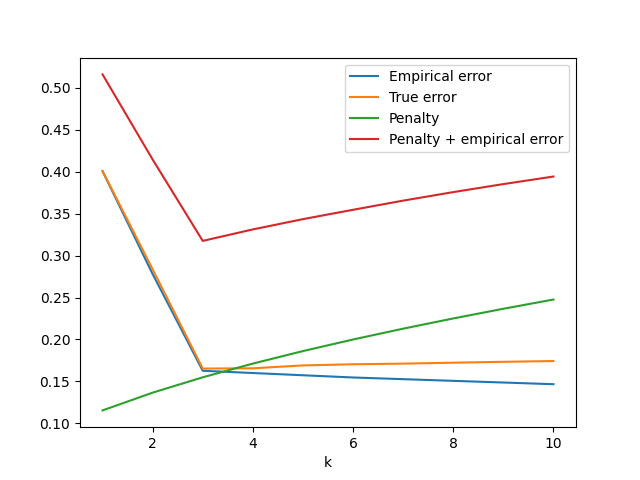 Empirical error
True error
Penalty
Penalty + empirical error
0.50
0.45
0.40
0.35
0.30
0.25
0.20
0.15
0.10
2 4 6 8 10
k